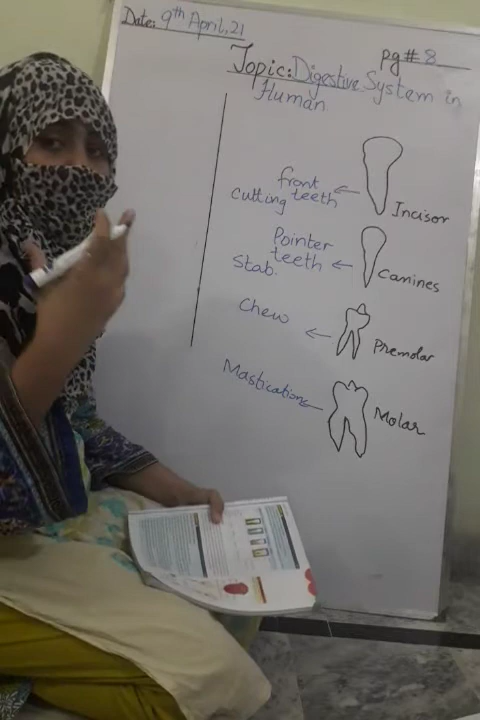 Date: 9th April, 21
pg # 8
Topic: Digestive System in
Human
front
cutting teeth
Incisor
Pointer
teeth
Stab.
Canines
Chew
Premolar
Mastication
Molar